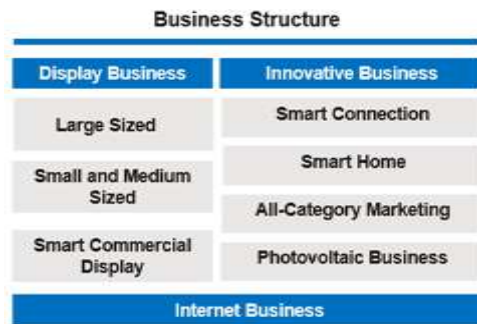 Business Structure
Display Business
Large Sized
Small and Medium
Sized
Smart Commercial
Display
Innovative Business
Smart Connection
Smart Home
All-Category Marketing
Photovoltaic Business
Internet Business